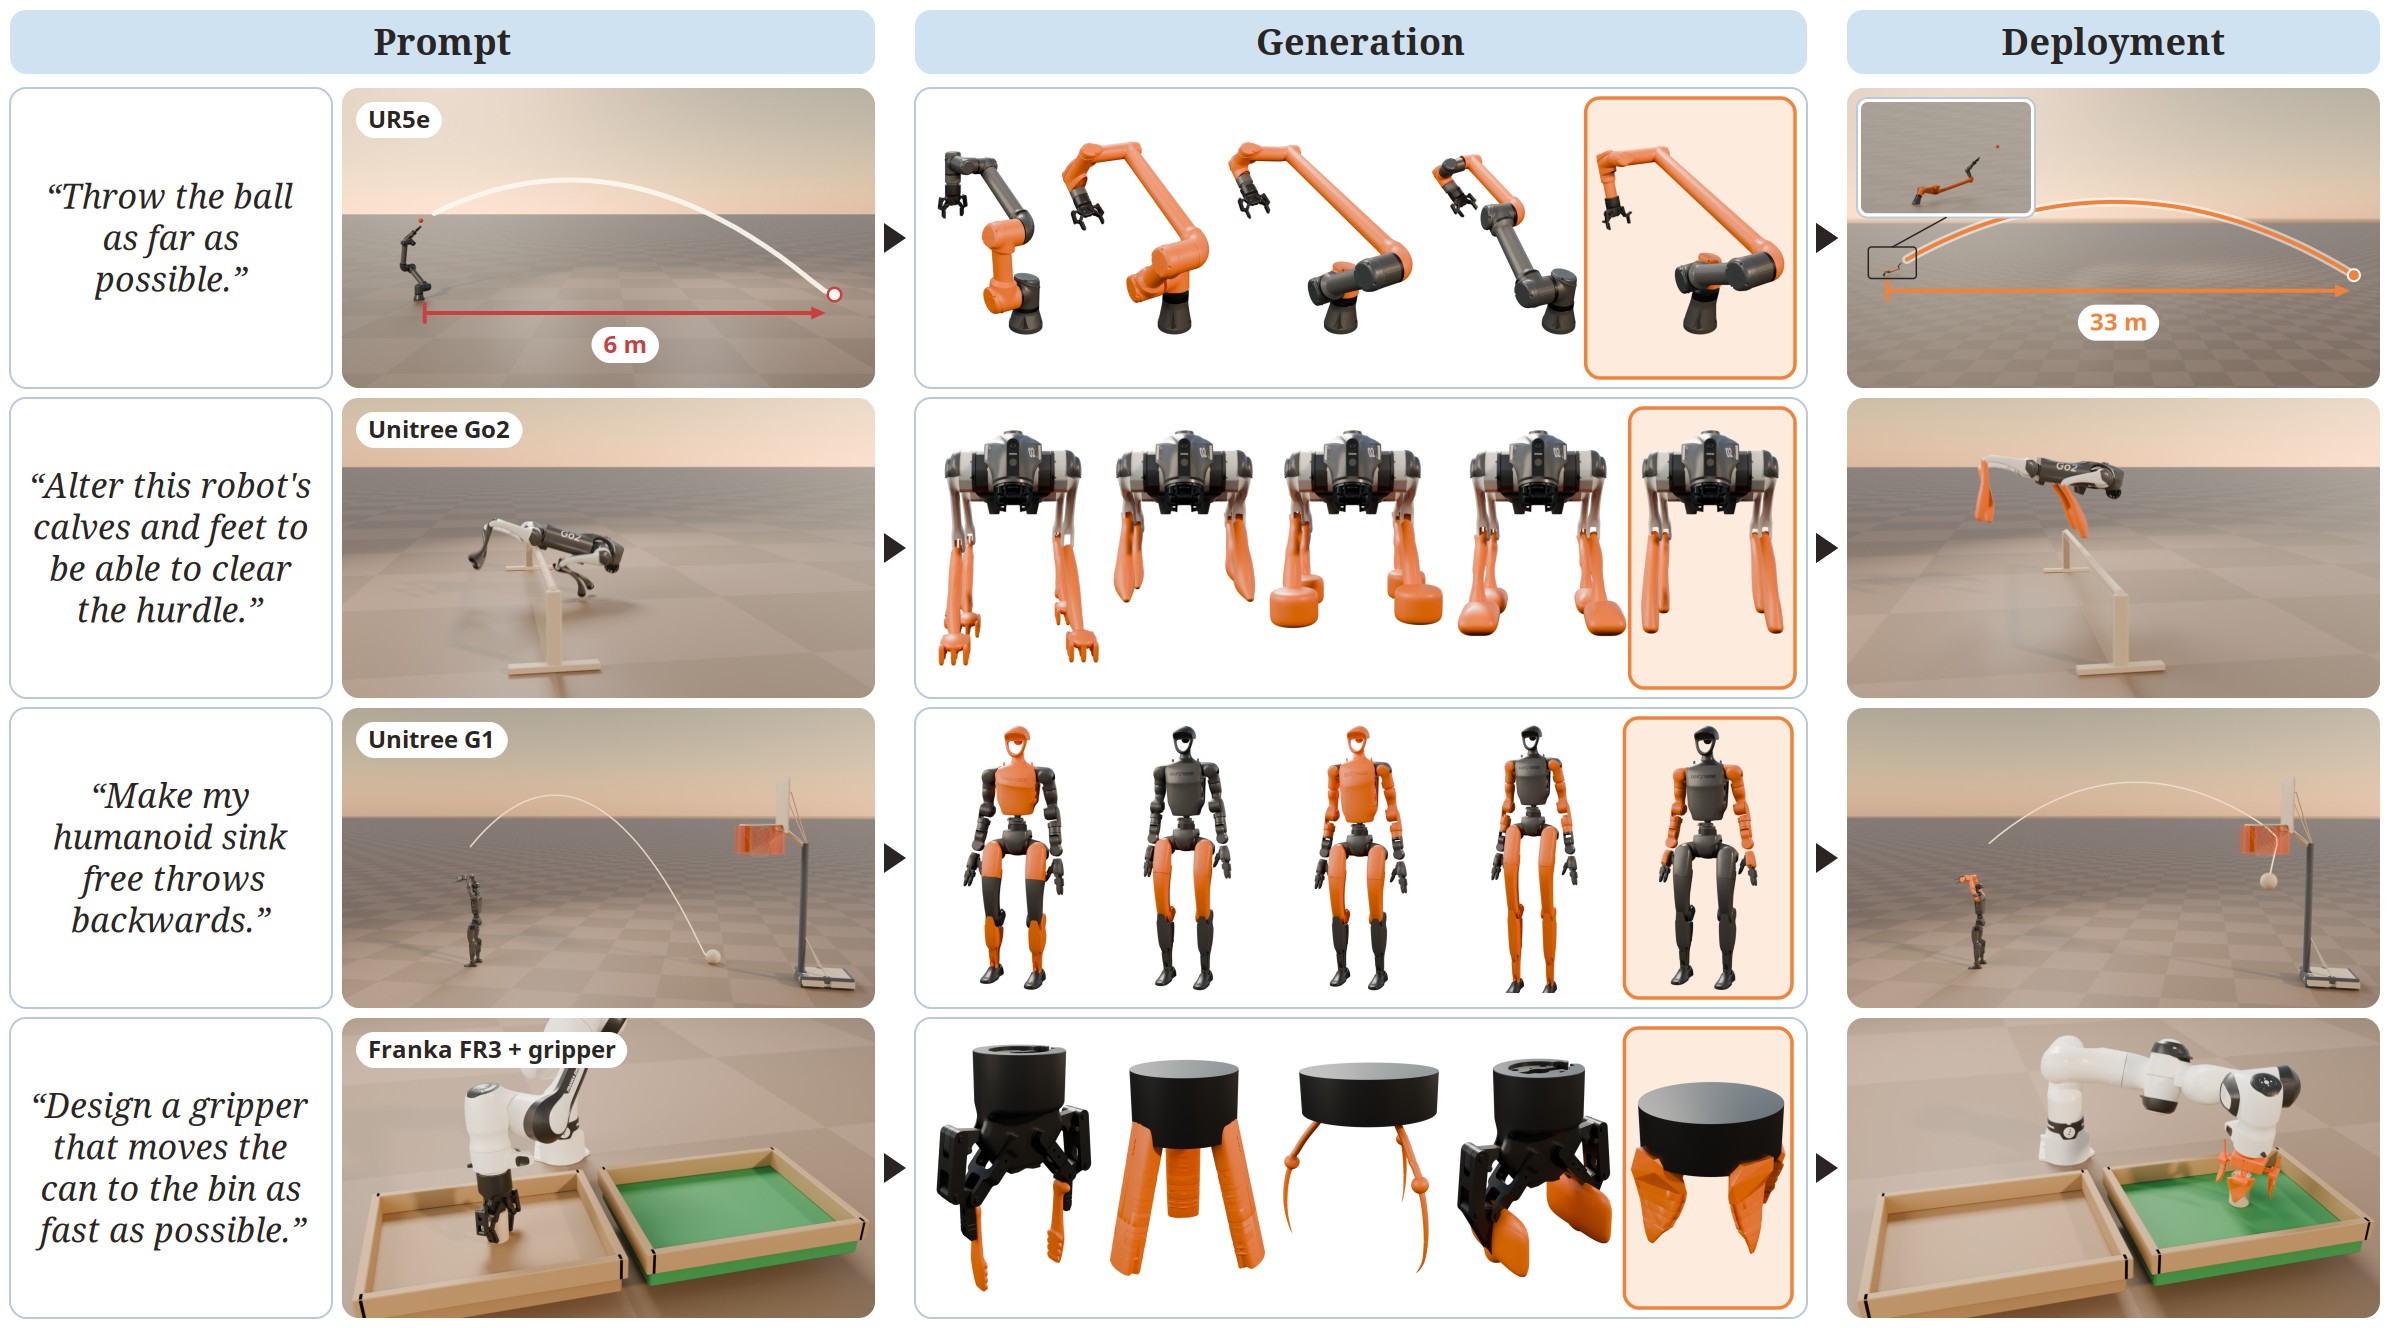 Prompt
Generation
Deployment
“Throw the ball
as far as
possible.”
UR5e
6 m
33 m
“Alter this robot's
calves and feet to
be able to clear
the hurdle.”
Unitree Go2
Go2
Go2
“Make my
humanoid sink
free throws
backwards.”
Unitree G1
“Design a gripper
that moves the
can to the bin as
fast as possible.”
Franka FR3 + gripper